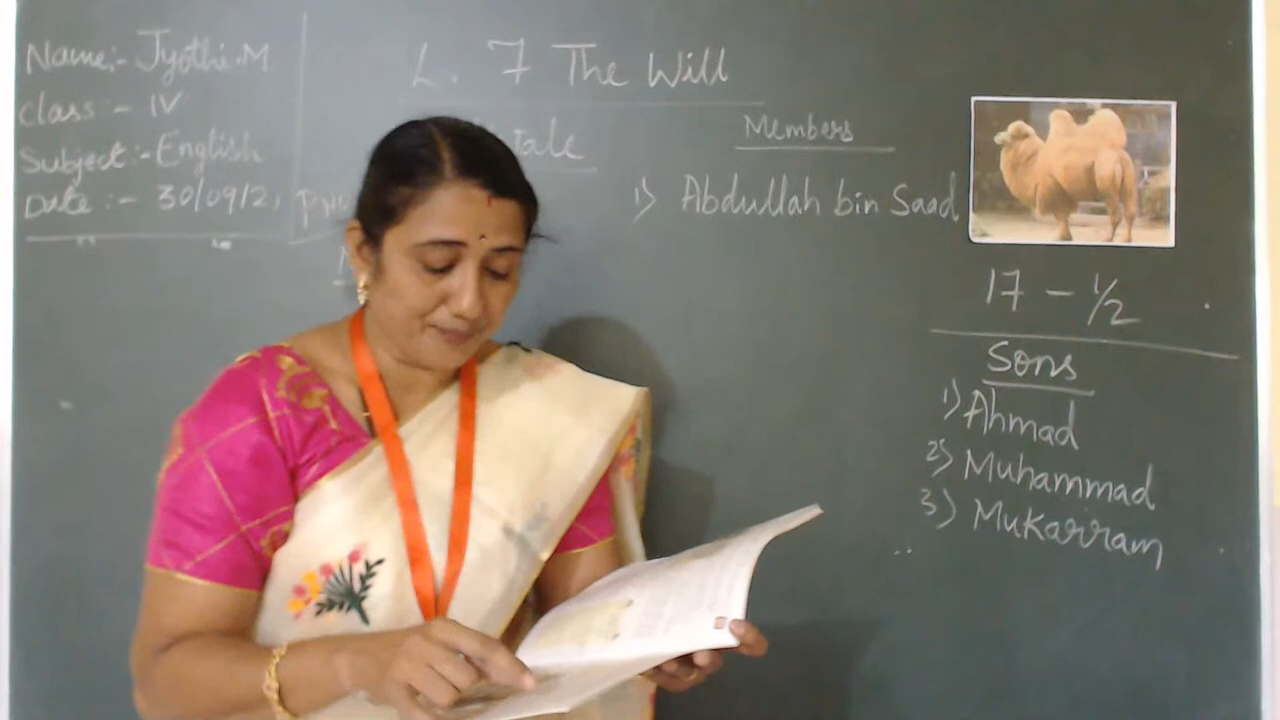 Name:- Jyothi.M
Class:- IV
Subject:- English
Date:- 30/09/2
L. 7 The Will
Tale
Members
1) Abdullah bin Saad
17 - 1/2
Sons
1) Ahmad
2) Muhammad
3) Mukarram